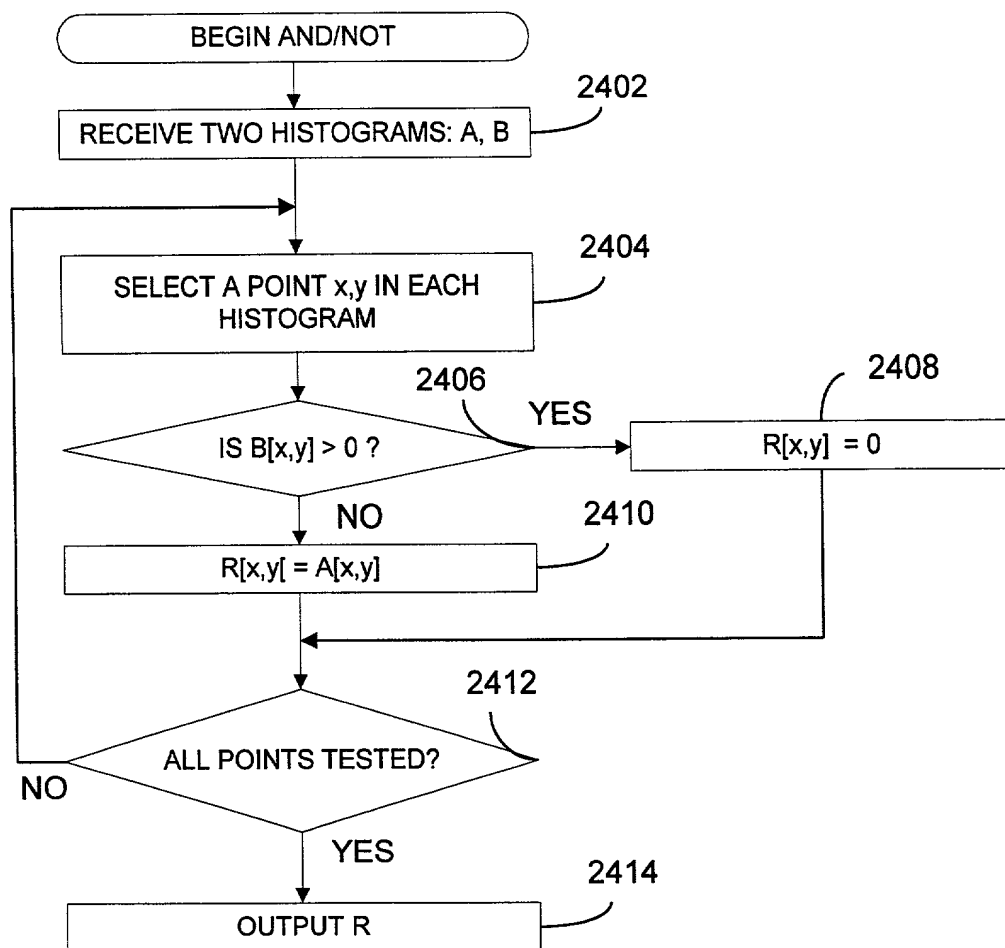 BEGIN AND/NOT
2402
RECEIVE TWO HISTOGRAMS: A, B
2404
SELECT A POINT x,y IN EACH
HISTOGRAM
2406
2408
YES
IS B[x,y] > 0 ?
R[x,y] = 0
NO
2410
R[x,y[ = A[x,y]
2412
ALL POINTS TESTED?
NO
YES
2414
OUTPUT R